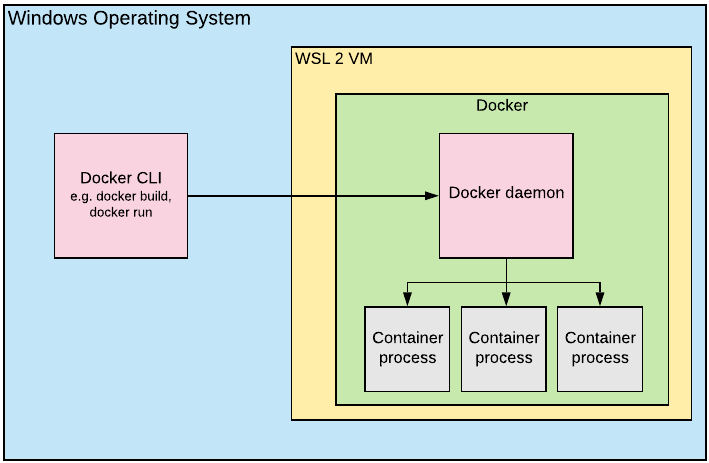 Windows Operating System
WSL 2 VM
Docker
Docker CLI
e.g. docker build,
docker run
Docker daemon
Container
process
Container
process
Container
process